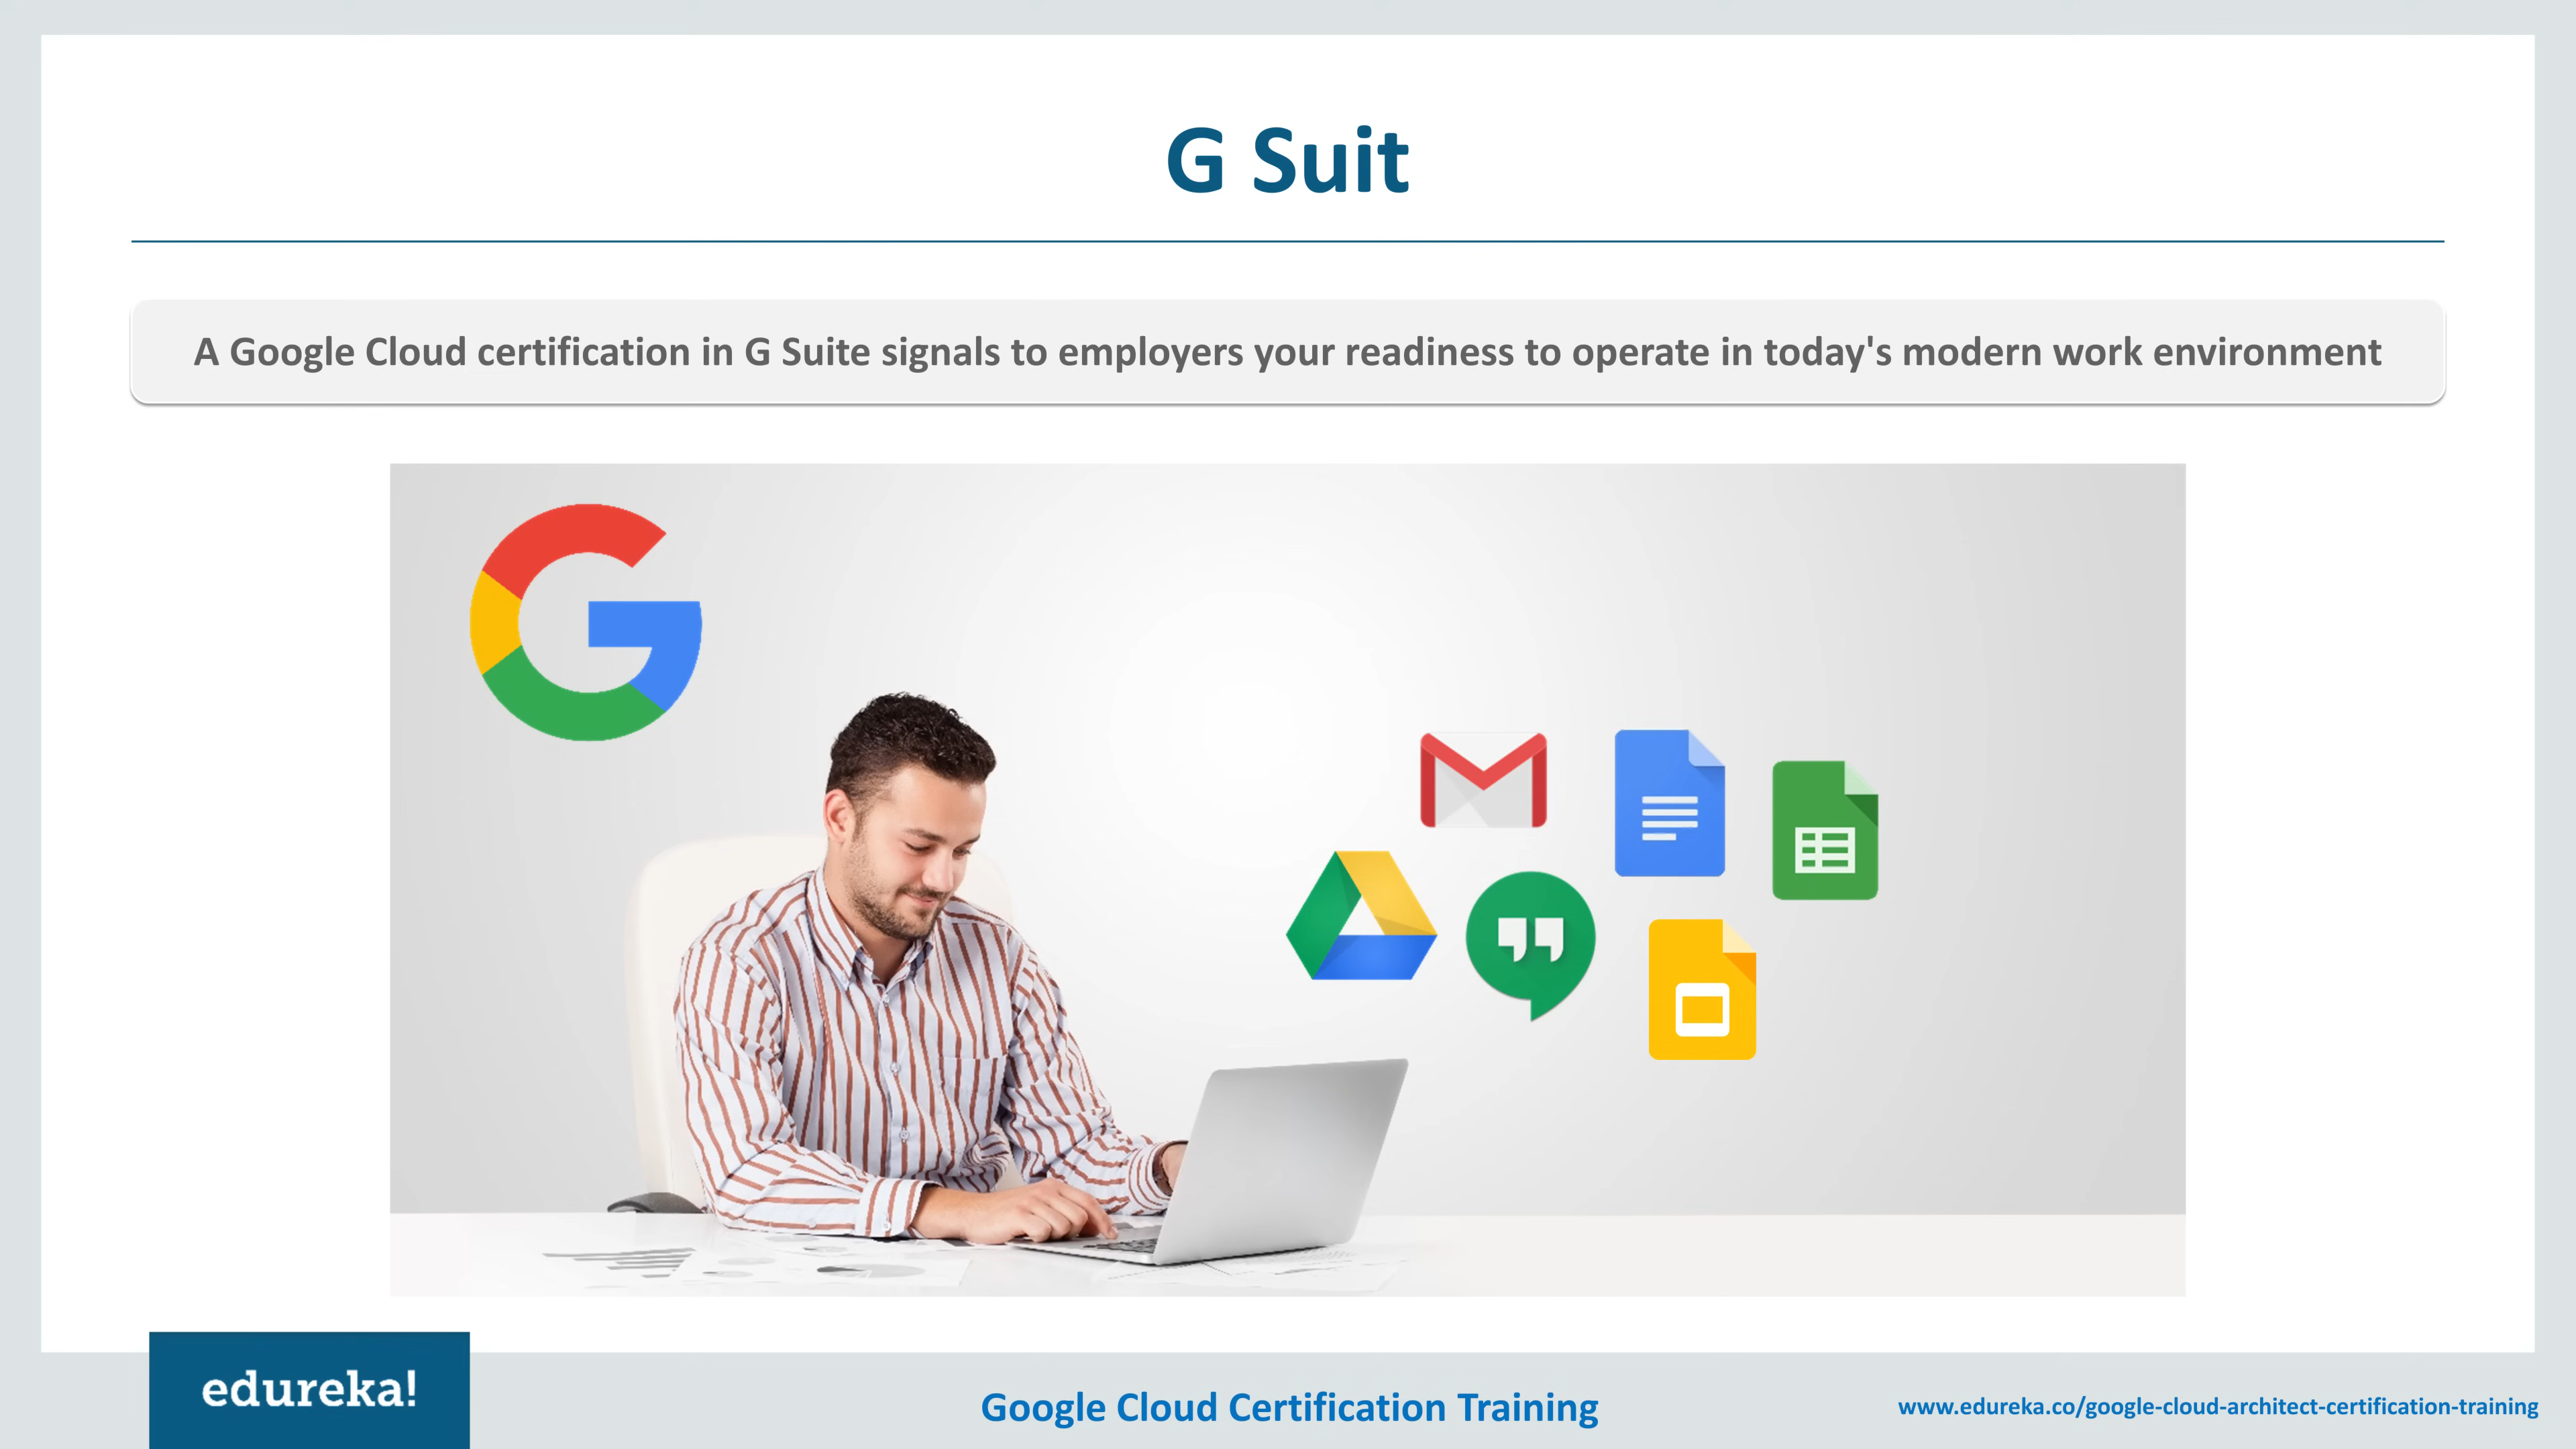 G Suit
A Google Cloud certification in G Suite signals to employers your readiness to operate in today's modern work environment
edureka!
Google Cloud Certification Training
www.edureka.co/google-cloud-architect-certification-training